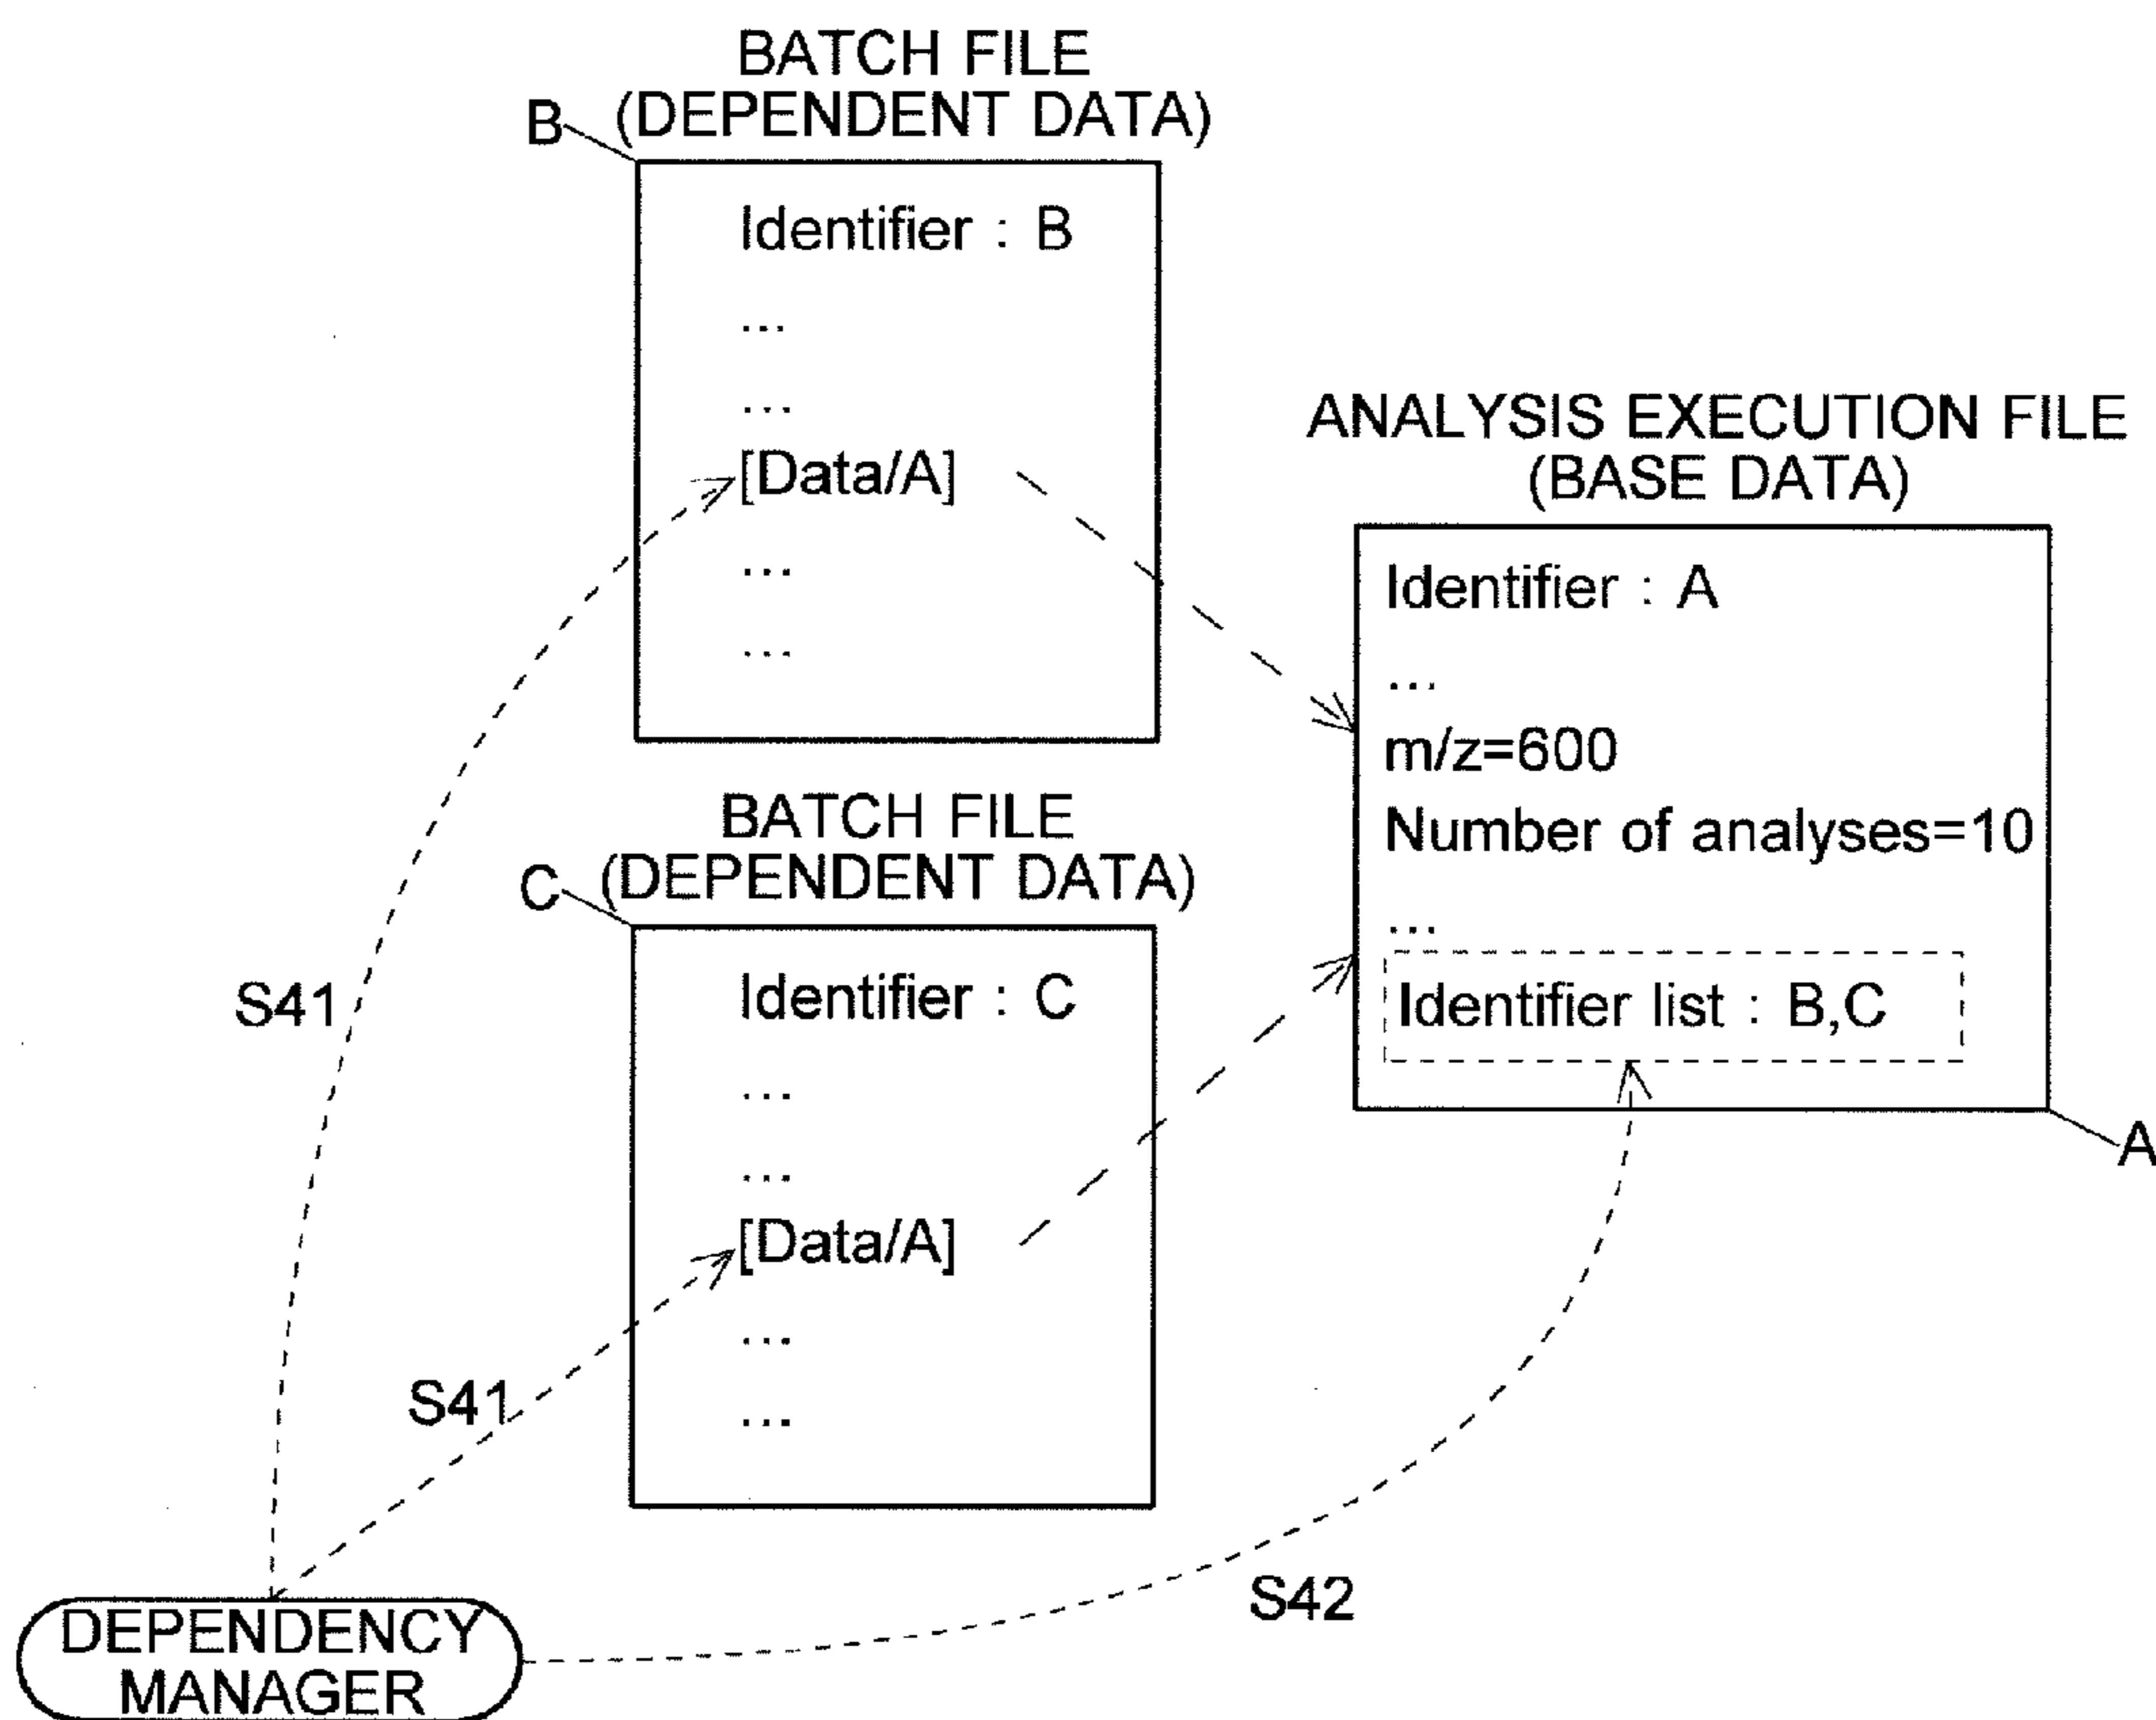 BATCH FILE
(DEPENDENT DATA)
B
Identifier : B
...
...
[Data/A]
...
...
ANALYSIS EXECUTION FILE
(BASE DATA)
Identifier : A
...
m/z=600
Number of analyses=10
...
Identifier list : B,C
A
BATCH FILE
(DEPENDENT DATA)
C
Identifier : C
...
...
[Data/A]
...
...
S41
S41
S42
DEPENDENCY
MANAGER